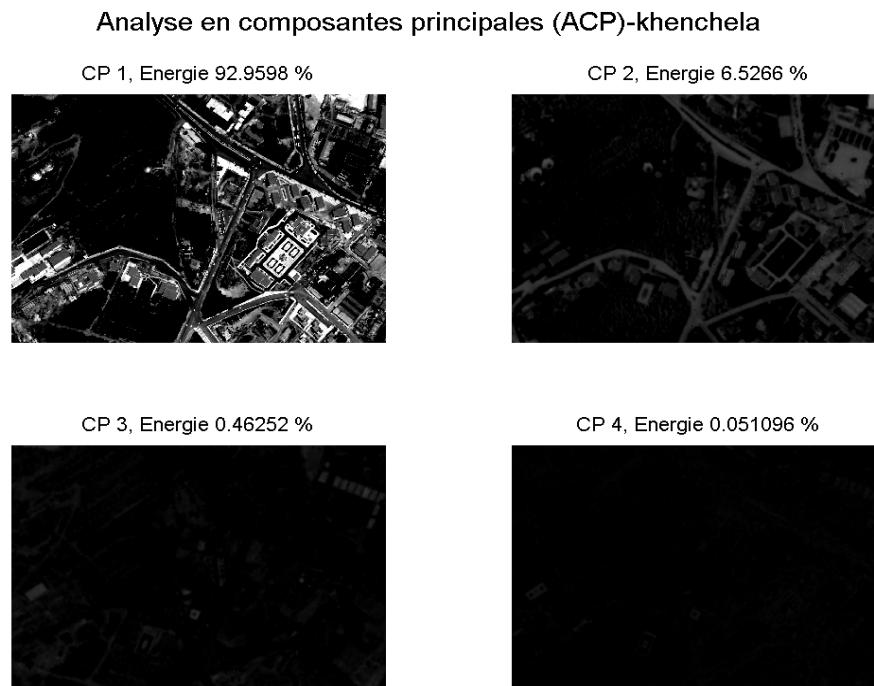 Analyse en composantes principales (ACP)-khenchela
CP 1, Energie 92.9598 %
CP 2, Energie 6.5266 %
CP 3, Energie 0.46252 %
CP 4, Energie 0.051096 %